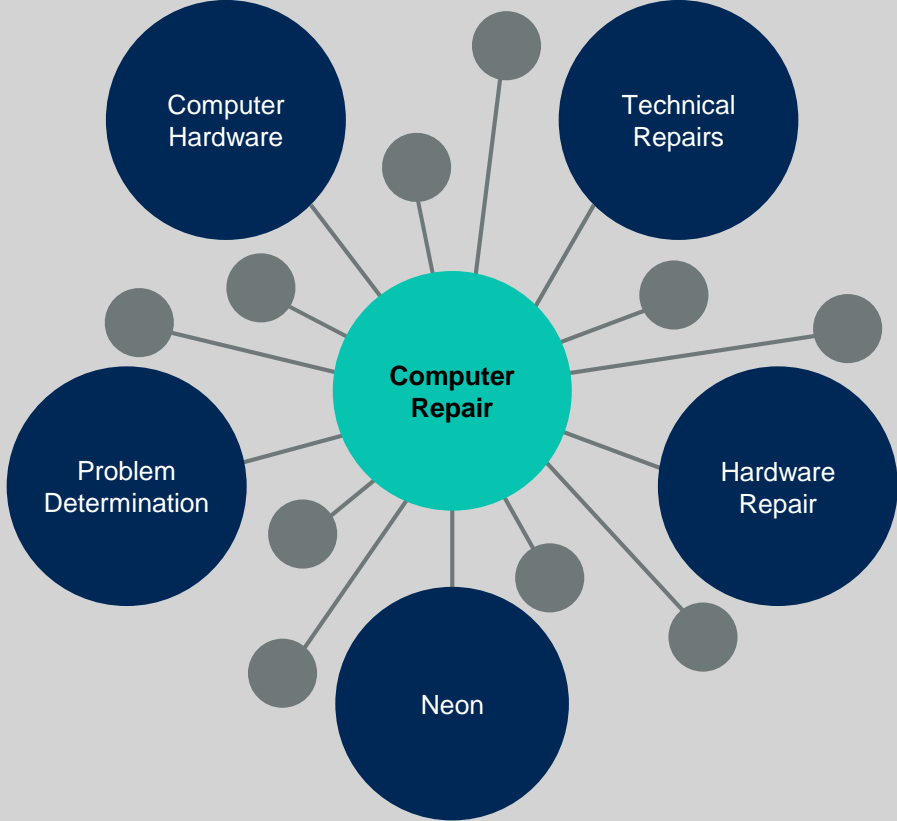 Computer
Hardware
Technical
Repairs
Computer
Repair
Problem
Determination
Hardware
Repair
Neon